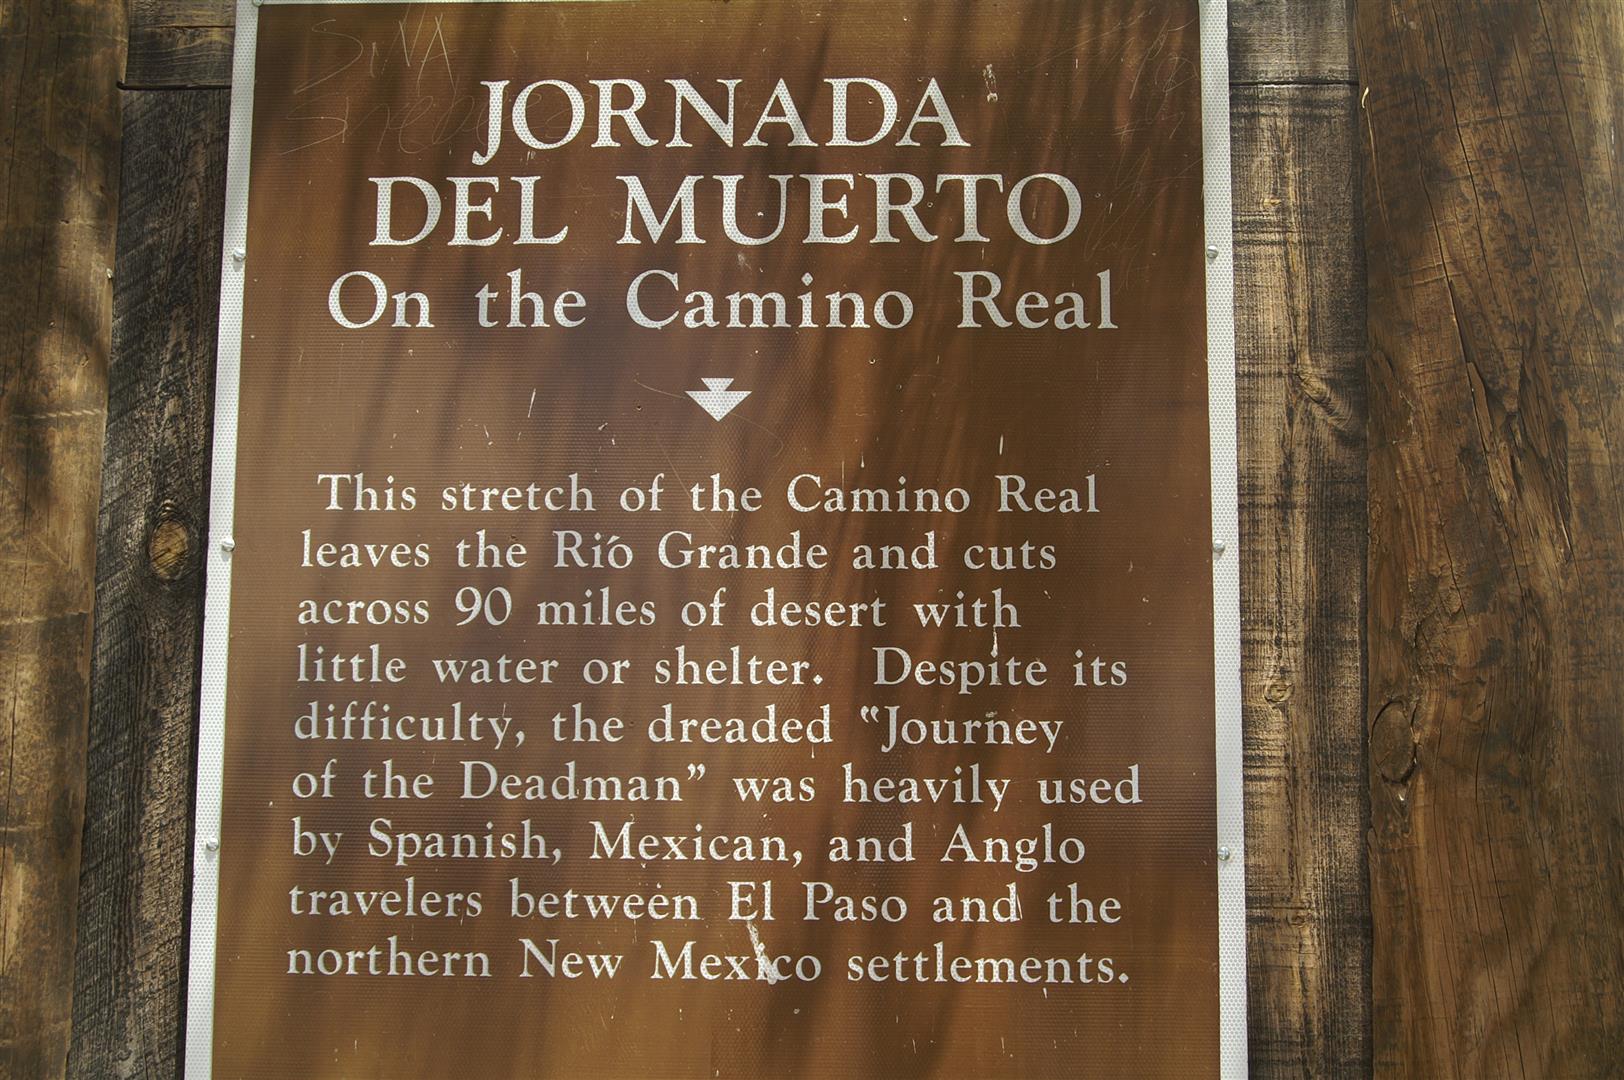 SINA
JORNADA
DEL MUERTO
On the Camino Real
This stretch of the Camino Real
leaves the Río Grande and cuts
across 90 miles of desert with
little water or shelter. Despite its
difficulty, the dreaded "Journey
of the Deadman" was heavily used
by Spanish, Mexican, and Anglo
travelers between El Paso and the
northern New Mexico settlements.